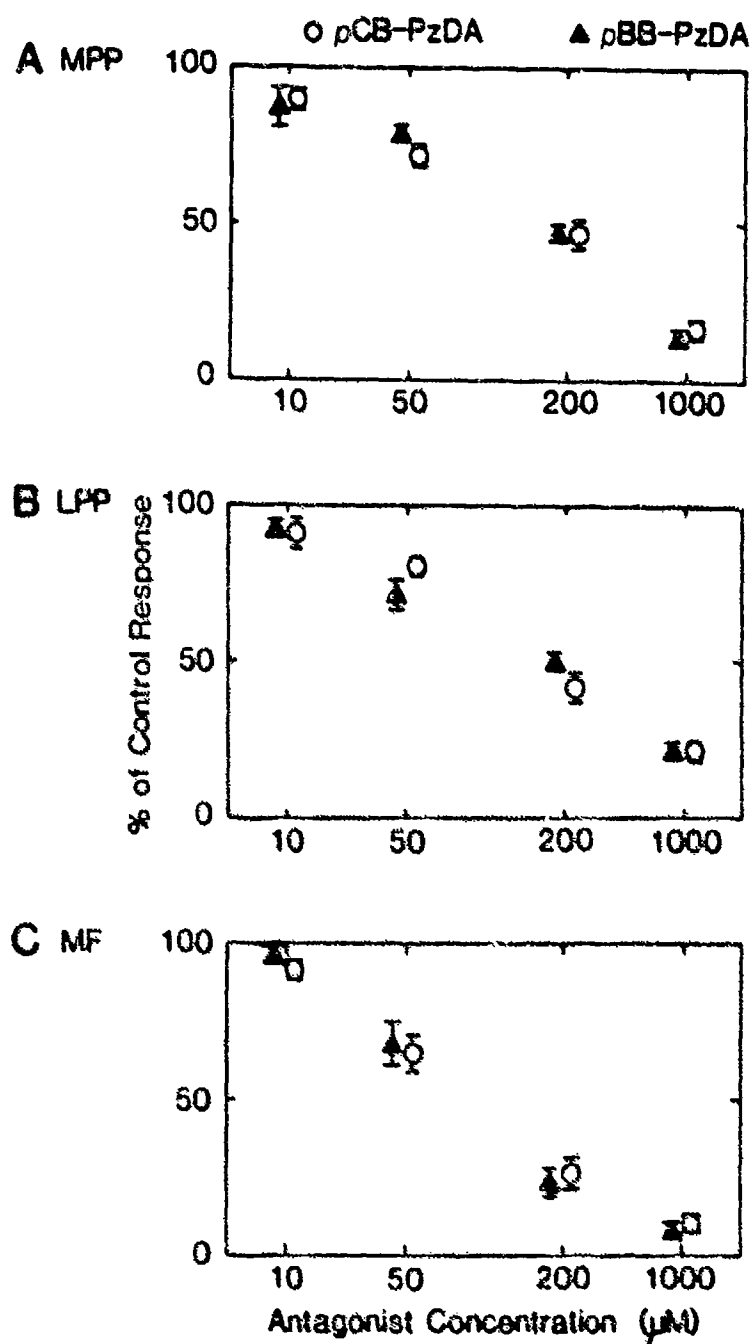 ○ pCB-PzDA ▲ pBB-PzDA
A MPP
100
50
0
10 50 200 1000
B LPP
100
50
0
10 50 200 1000
C MF
100
50
0
10 50 200 1000
% of Control Response
Antagonist Concentration (μM)